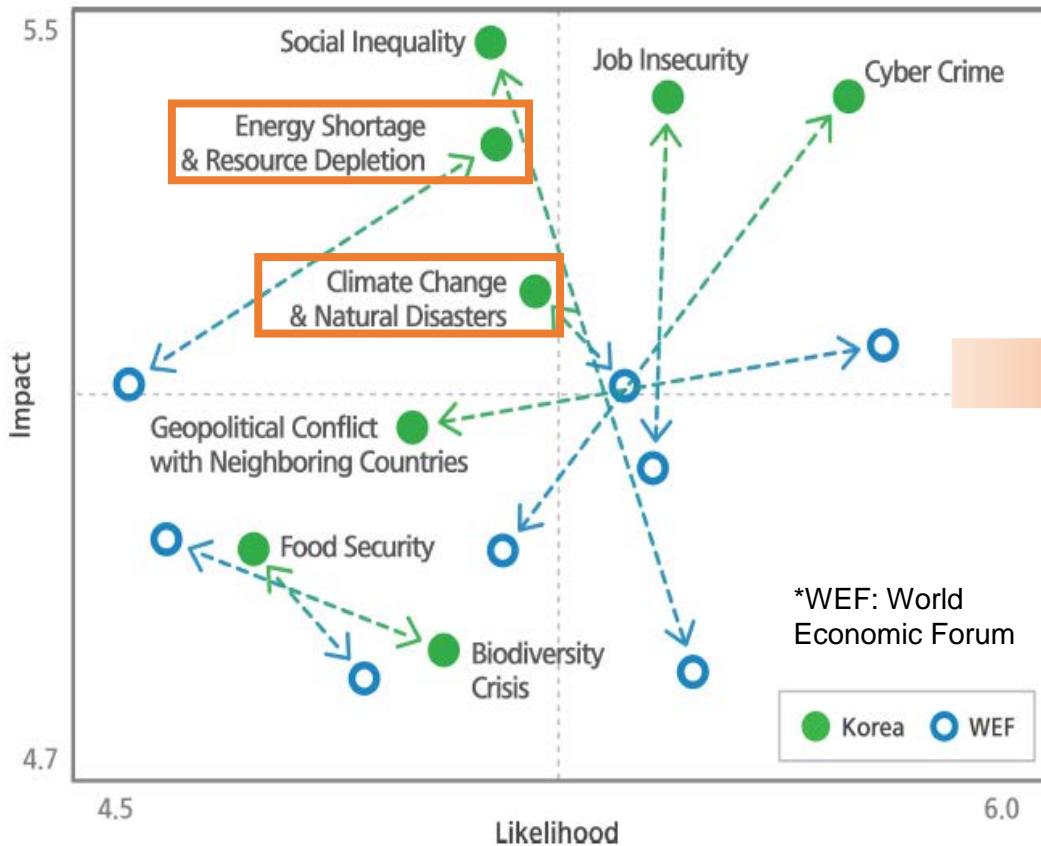 5.5
Social Inequality
Job Insecurity
Cyber Crime
Energy Shortage
& Resource Depletion
Climate Change
& Natural Disasters
Impact
Geopolitical Conflict
with Neighboring Countries
Food Security
*WEF: World
Economic Forum
Biodiversity
Crisis
Korea
WEF
4.7
4.5
6.0
Likelihood